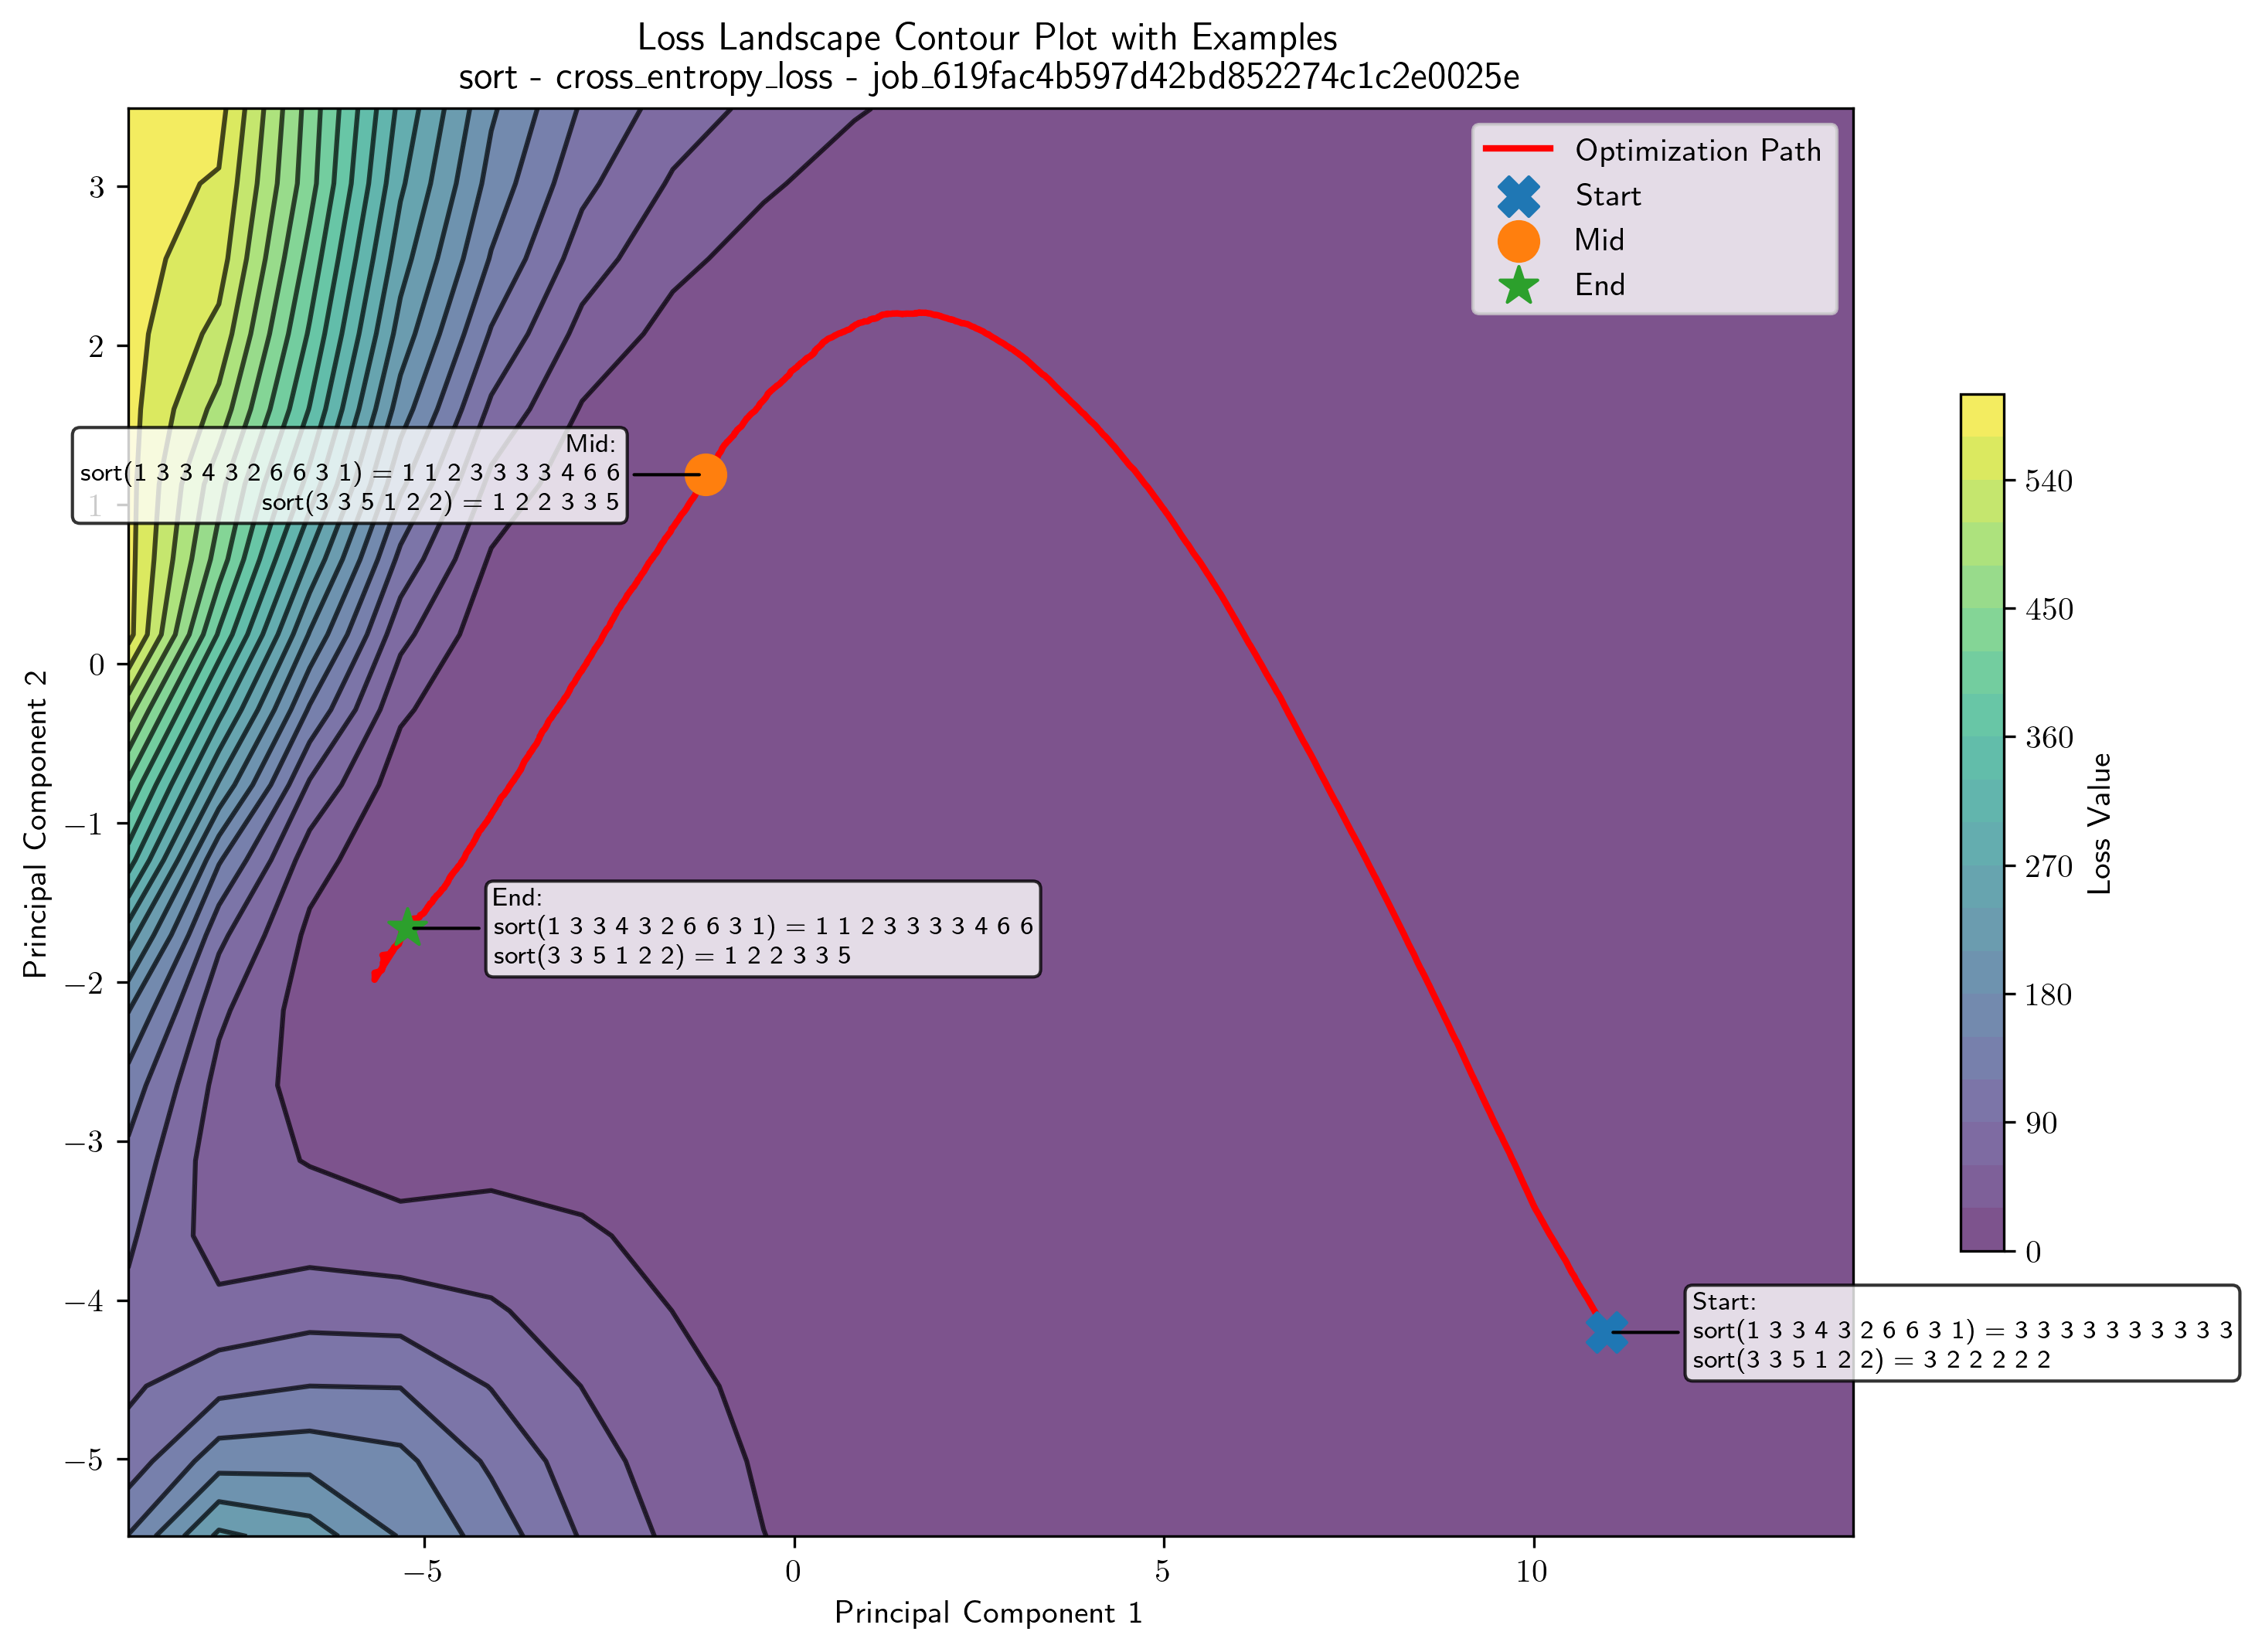 Loss Landscape Contour Plot with Examples
sort - cross_entropy_loss - job_619fac4b597d42bd852274c1c2e0025e
Optimization Path
Start
Mid
End
Mid:
sort(1 3 3 4 3 2 6 6 3 1) = 1 1 2 3 3 3 3 4 6 6
sort(3 3 5 1 2 2) = 1 2 2 3 3 5
End:
sort(1 3 3 4 3 2 6 6 3 1) = 1 1 2 3 3 3 3 4 6 6
sort(3 3 5 1 2 2) = 1 2 2 3 3 5
Start:
sort(1 3 3 4 3 2 6 6 3 1) = 3 3 3 3 3 3 3 3 3 3
sort(3 3 5 1 2 2) = 3 2 2 2 2 2
3
2
1
0
−1
−2
−3
−4
−5
Principal Component 2
−5
0
5
10
Principal Component 1
540
450
360
270
180
90
0
Loss Value